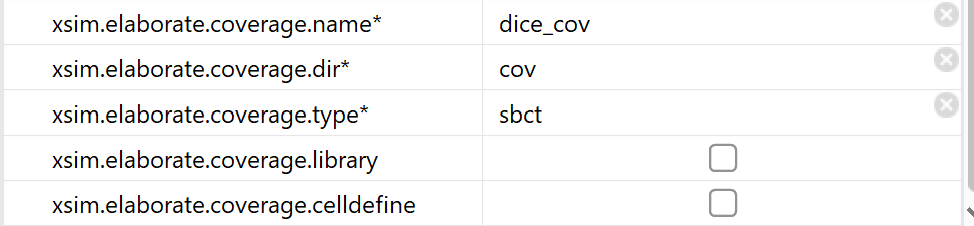 xsim.elaborate.coverage.name* dice_cov
xsim.elaborate.coverage.dir* cov
xsim.elaborate.coverage.type* sbct
xsim.elaborate.coverage.library
xsim.elaborate.coverage.celldefine